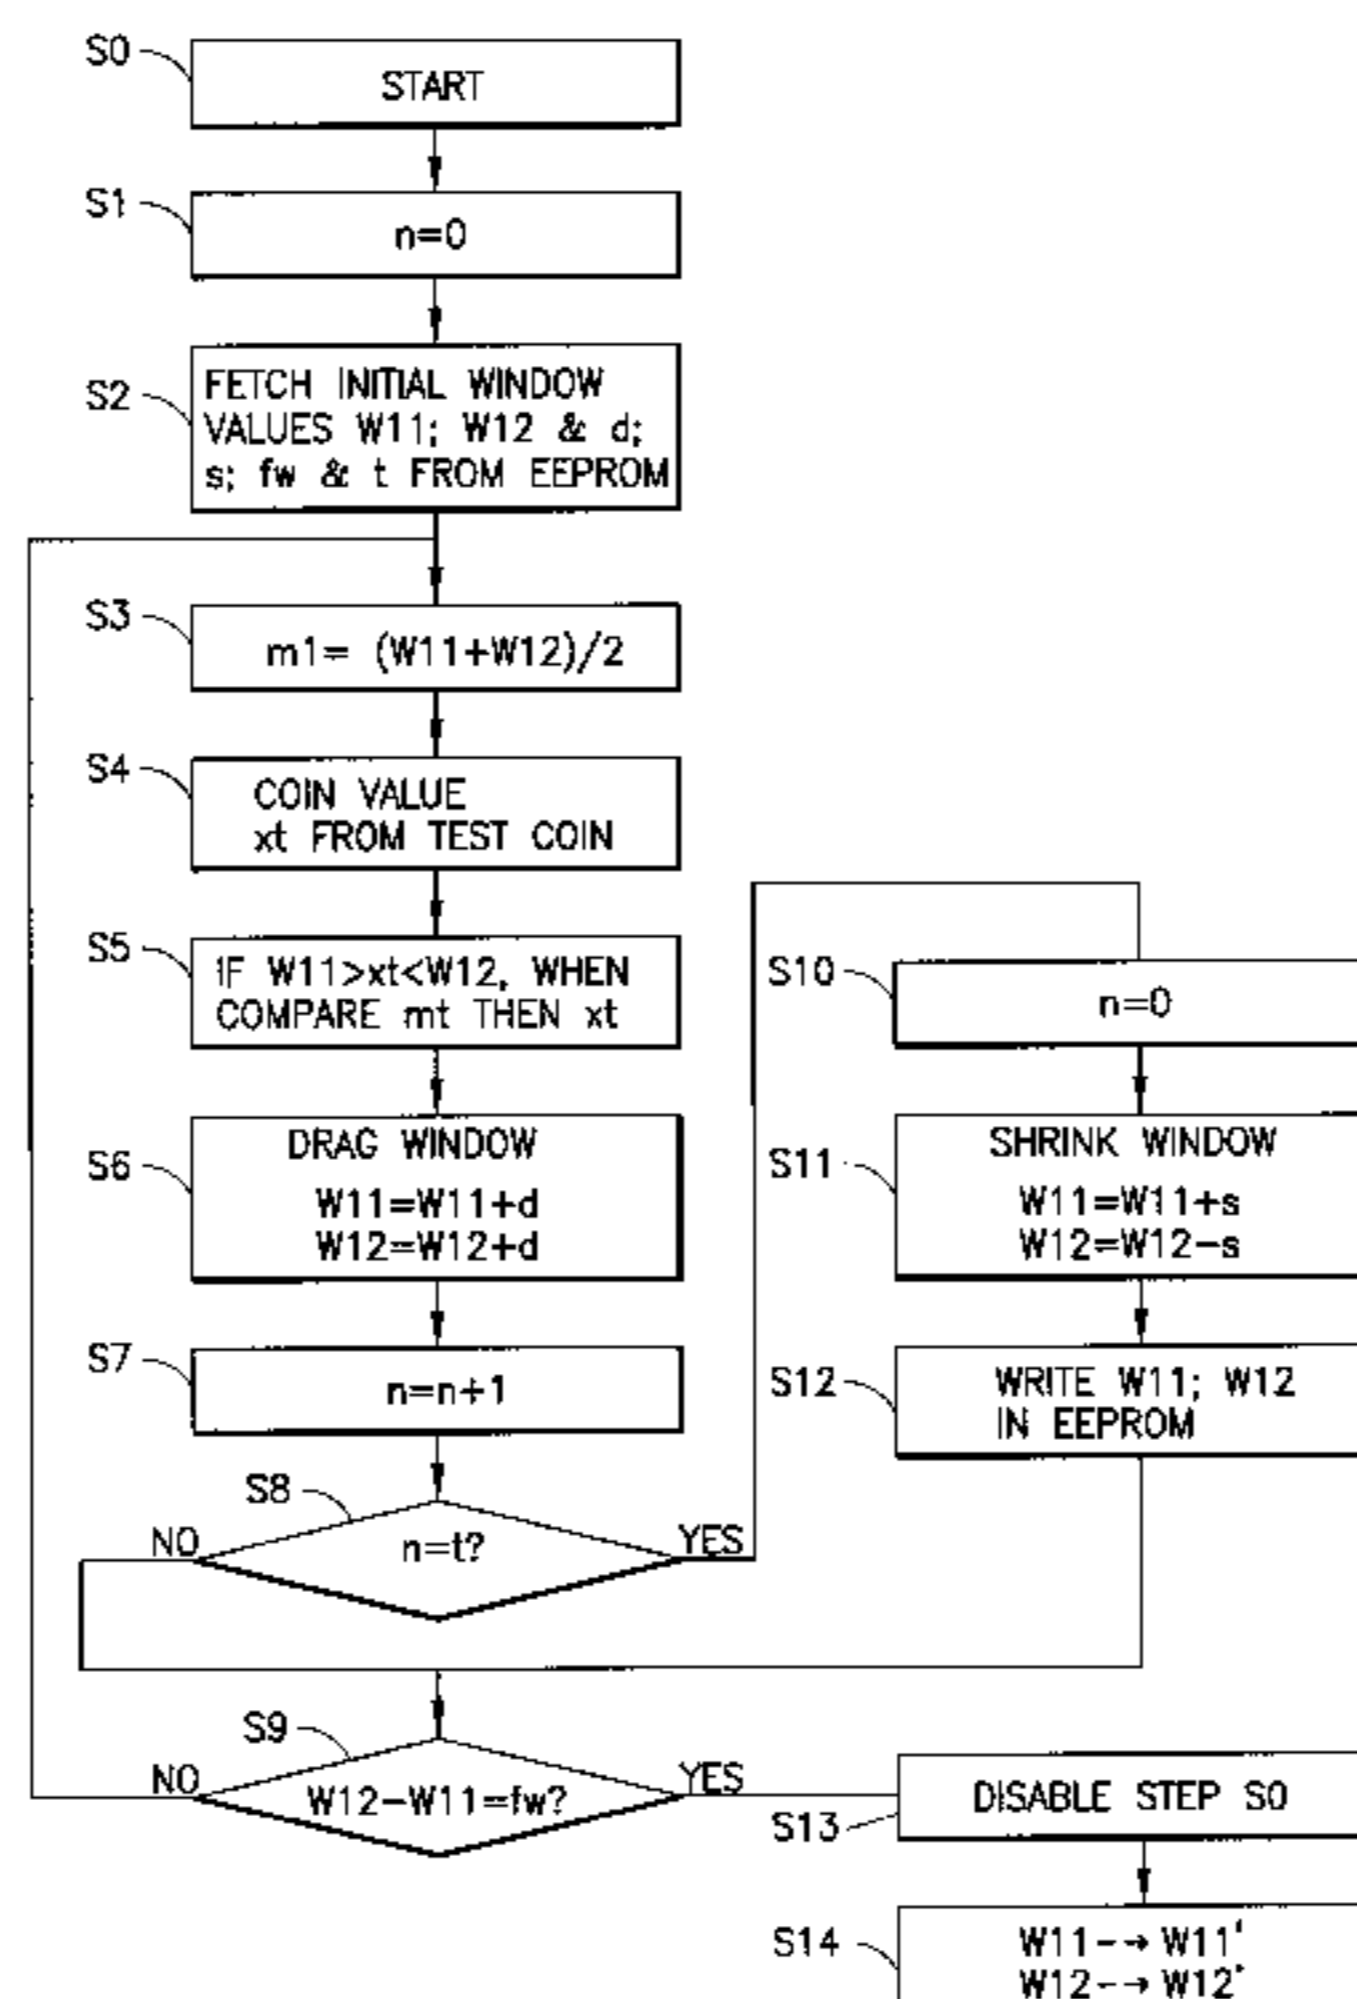 S0
START
S1
n=0
S2
FETCH INITIAL WINDOW
VALUES W11; W12 & d;
s; fw & t FROM EEPROM
S3
m1= (W11+W12)/2
S4
COIN VALUE
xt FROM TEST COIN
S5
IF W11>xt<W12, WHEN
COMPARE mt THEN xt
S6
DRAG WINDOW
W11=W11+d
W12=W12+d
S7
n=n+1
S8
NO
n=t?
YES
S10
n=0
S11
SHRINK WINDOW
W11=W11+s
W12=W12-s
S12
WRITE W11; W12
IN EEPROM
S9
NO
W12-W11=fw?
YES
S13
DISABLE STEP S0
S14
W11--→ W11'
W12--→ W12'